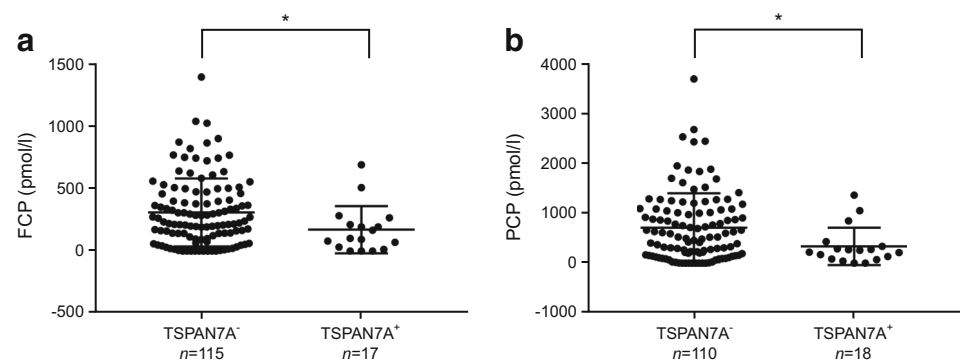 a
*
1500
1000
500
0
-500
FCP (pmol/l)
TSPAN7A⁻
n=115
TSPAN7A⁺
n=17
b
*
4000
3000
2000
1000
0
-1000
PCP (pmol/l)
TSPAN7A⁻
n=110
TSPAN7A⁺
n=18